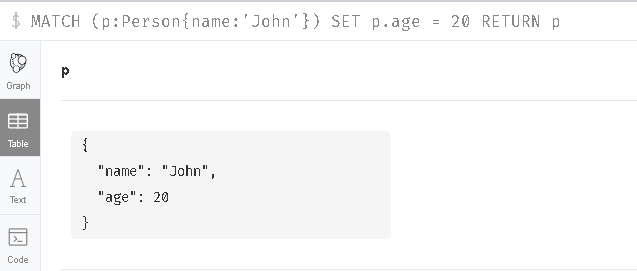 $ MATCH (p:Person{name:'John'}) SET p.age = 20 RETURN p
p
Graph
{
"name": "John",
Table
"age": 20
}
Text
Code